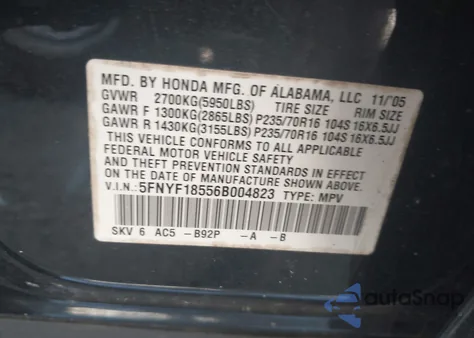 MFD. BY HONDA MFG. OF ALABAMA, LLC 11/'05
GVWR 2700KG(5950LBS) TIRE SIZE RIM SIZE
GAWR F 1300KG(2865LBS) P235/70R16 104S 16X6.5JJ
GAWR R 1430KG(3155LBS) P235/70R16 104S 16X6.5JJ
THIS VEHICLE CONFORMS TO ALL APPLICABLE
FEDERAL MOTOR VEHICLE SAFETY
STANDARDS IN EFFECT ON THE
DATE OF MANUFACTURE SHOWN ABOVE.
V.I.N:5FNYF18556B004823 TYPE: MPV
SKV 6 AC5 -B92P -A -B
autoSnap